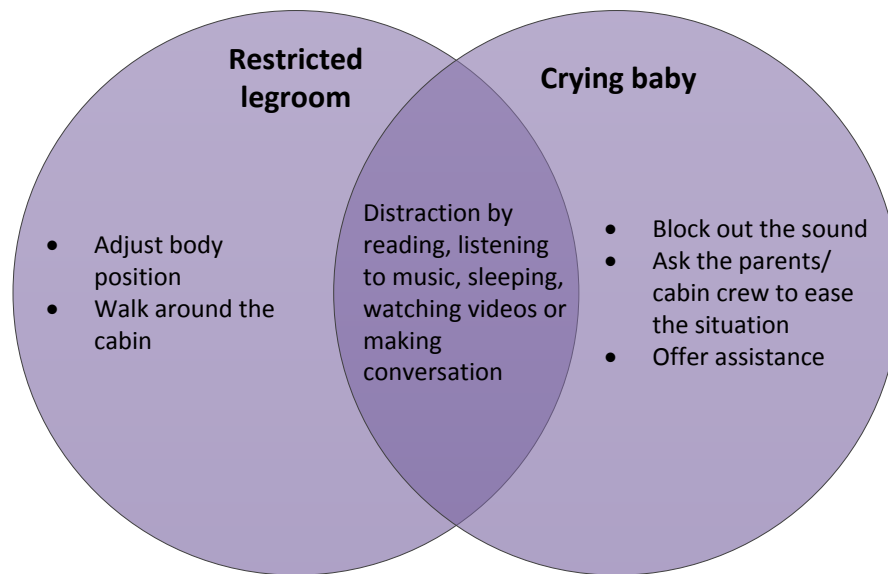 Restricted
legroom
Crying baby
• Adjust body
position
• Walk around the
cabin
Distraction by
reading, listening
to music, sleeping,
watching videos or
making
conversation
• Block out the sound
• Ask the parents/
cabin crew to ease
the situation
• Offer assistance